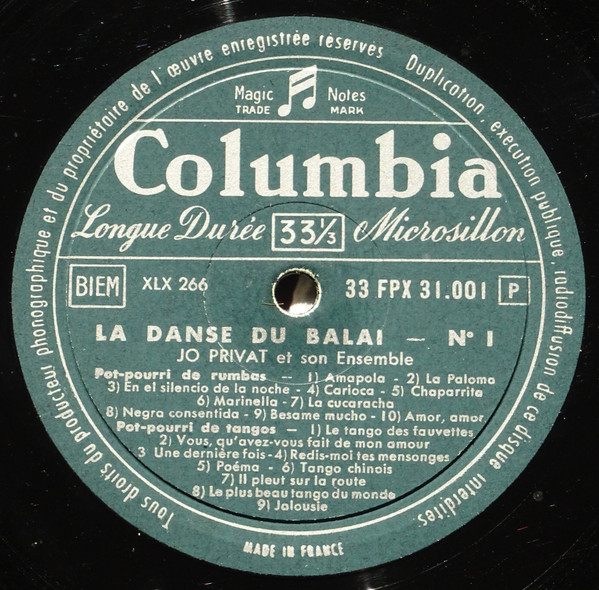 Tous droits du producteur phonographique et du propriétaire de l'œuvre enregistrée réservés Duplication, exécution publique, radiodiffusion de ce disque interdites.
Magic Notes
TRADE MARK
Columbia
Longue Durée 33⅓ Microsillon
BIEM XLX 266 33 FPX 31.001 P
LA DANSE DU BALAI — N° 1
JO PRIVAT et son Ensemble
Pot-pourri de rumbas — 1) Amapola - 2) La Paloma
3) En el silencio de la noche - 4) Carioca - 5) Chaparrita
6) Marinella - 7) La cucaracha
8) Negra consentida - 9) Besame mucho - 10) Amor, amor
Pot-pourri de tangos — 1) Le tango des fauvettes
2) Vous, qu'avez-vous fait de mon amour
3 Une dernière fois - 4) Redis-moi tes mensonges
5) Poéma - 6) Tango chinois
7) Il pleut sur la route
8) Le plus beau tango du monde
9) Jalousie
MADE IN FRANCE